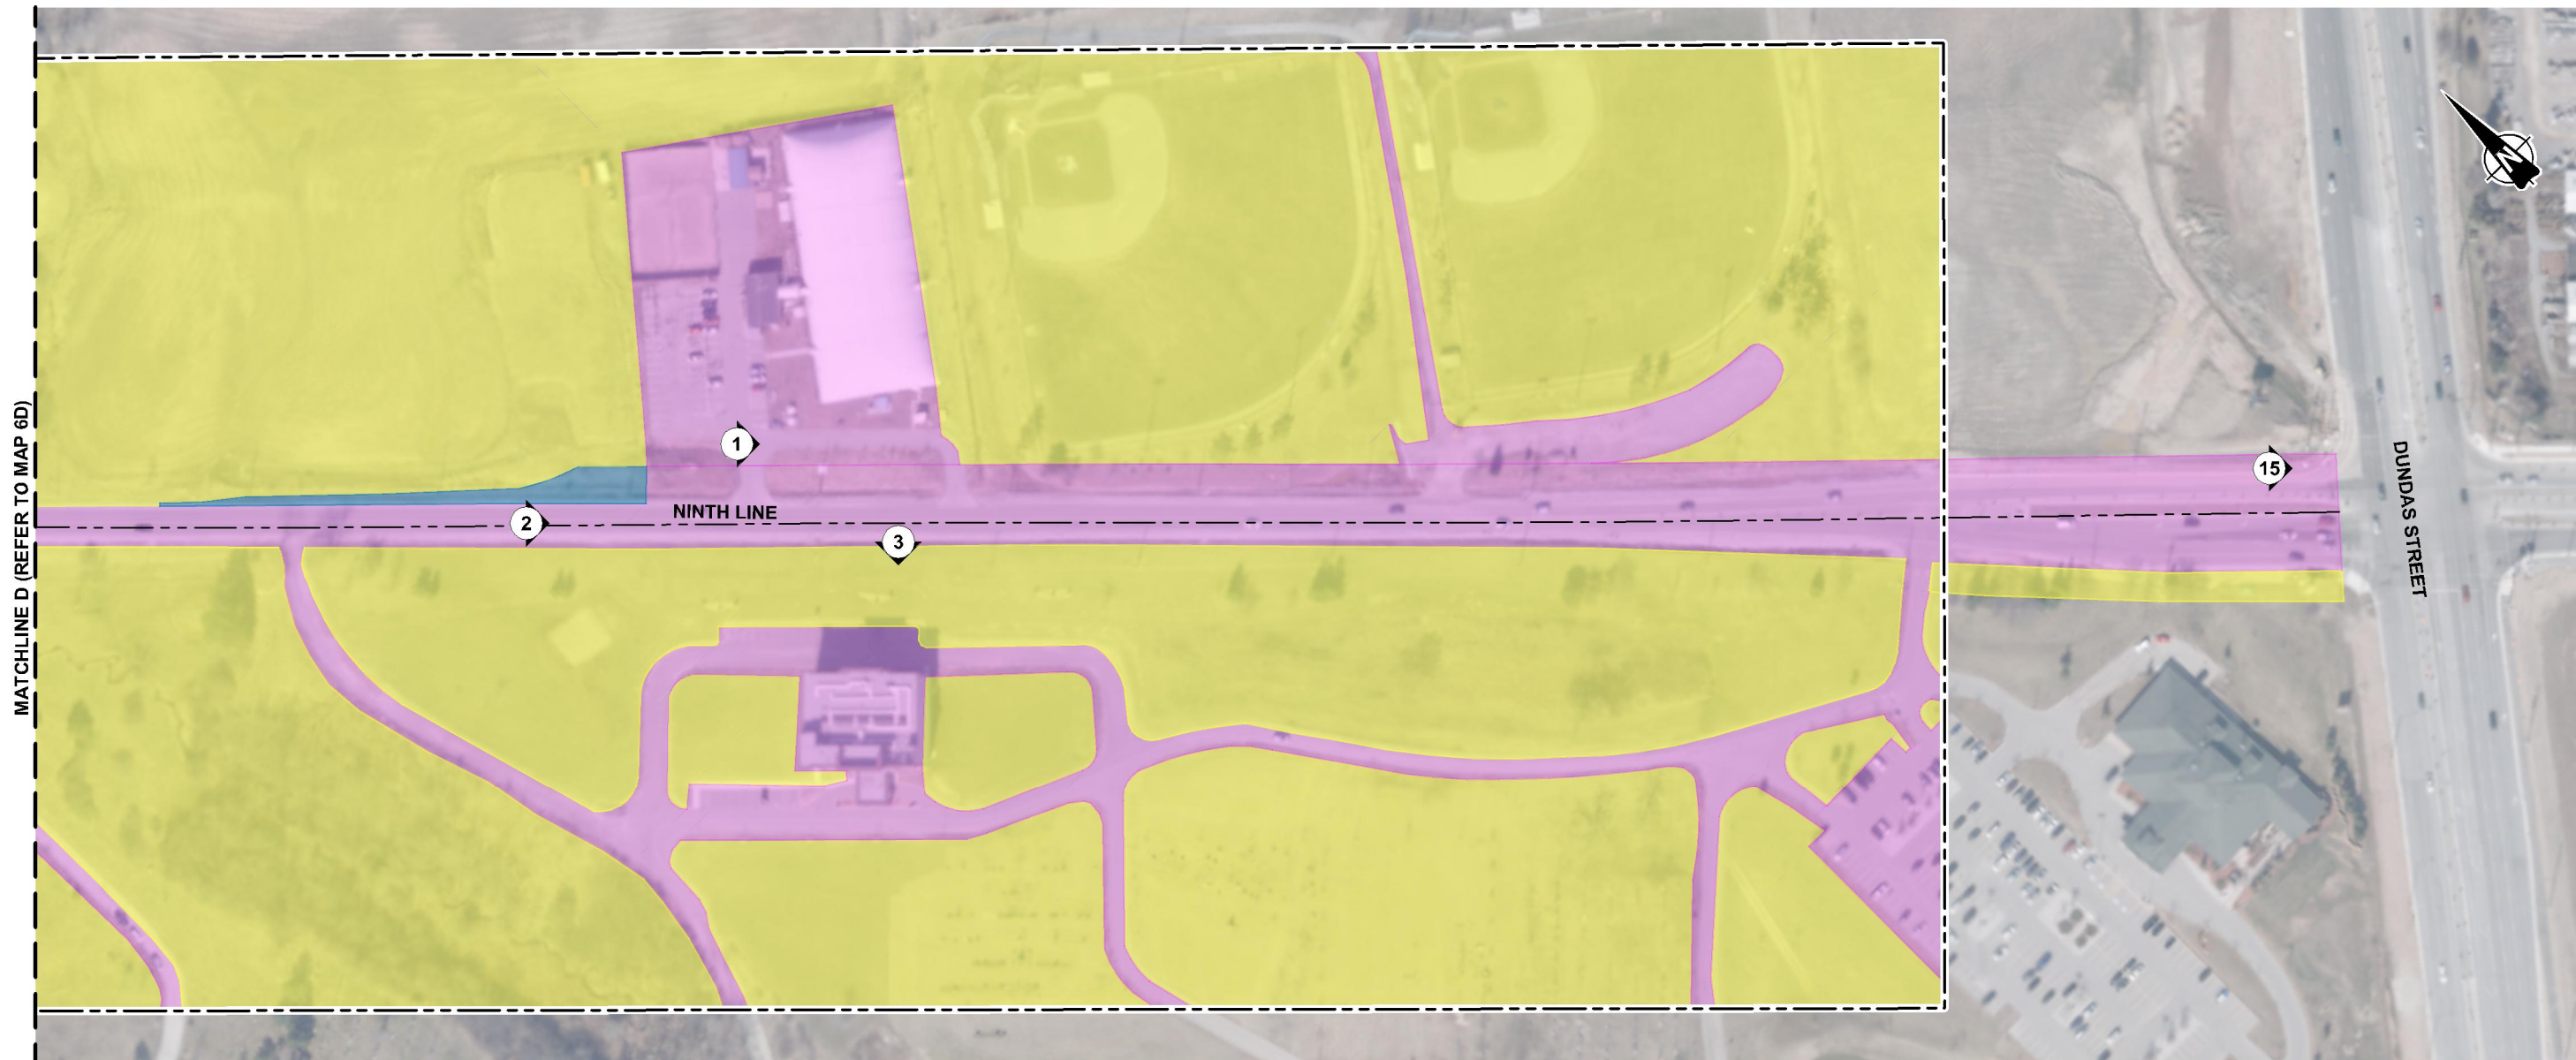 MATCHLINE D (REFER TO MAP 6D)
1
2
NINTH LINE
3
15
DUNDAS STREET
N